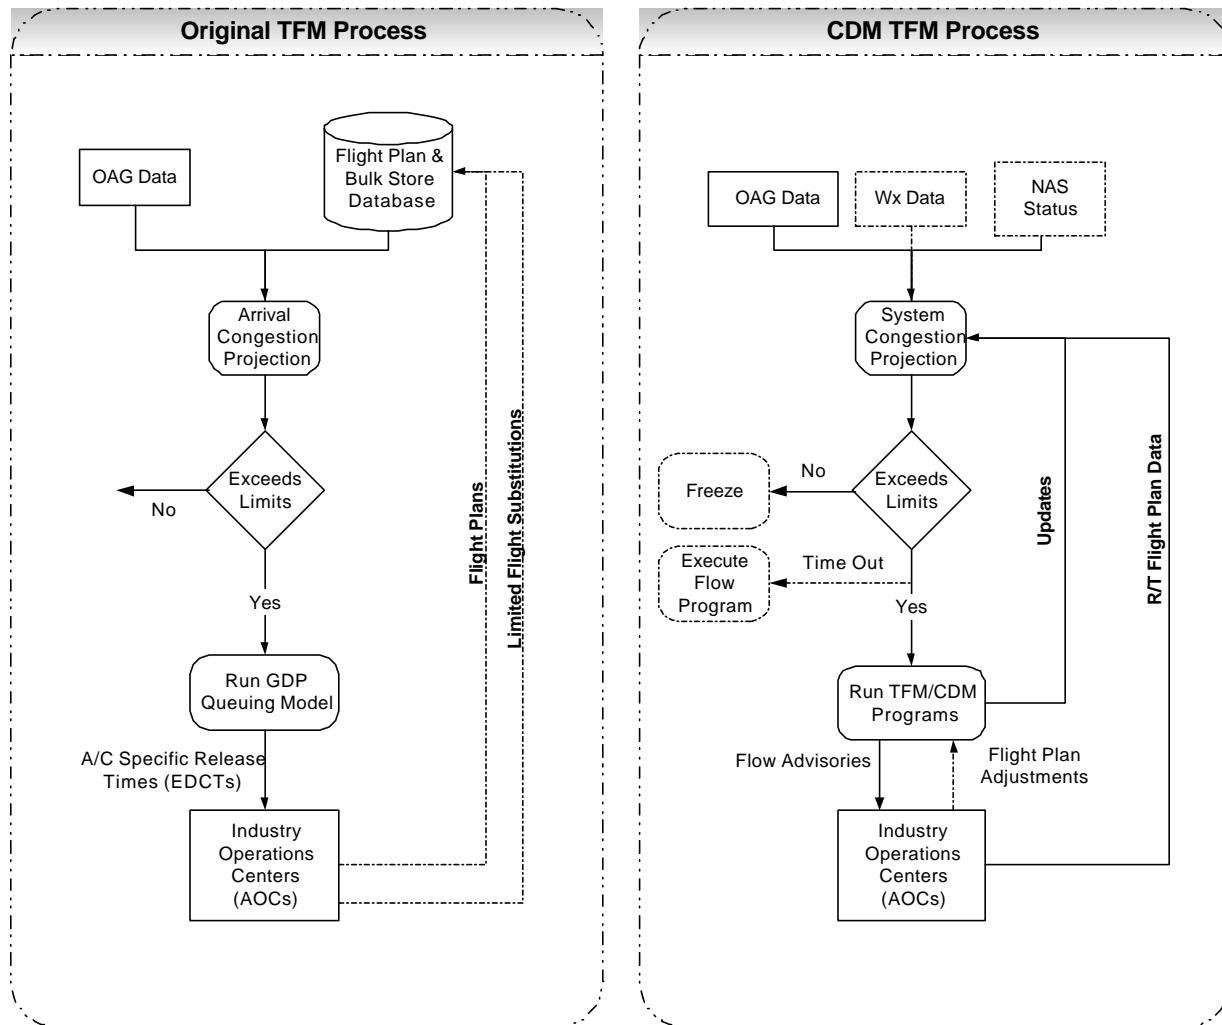 Original TFM Process
OAG Data
Flight Plan &
Bulk Store
Database
Arrival
Congestion
Projection
Exceeds
Limits
No
Yes
Flight Plans
Limited Flight Substitutions
Run GDP
Queuing Model
A/C Specific Release
Times (EDCTs)
Industry
Operations
Centers
(AOCs)
CDM TFM Process
OAG Data
Wx Data
NAS
Status
System
Congestion
Projection
Exceeds
Limits
No
Freeze
Execute
Flow
Program
Time Out
Yes
Updates
R/T Flight Plan Data
Run TFM/CDM
Programs
Flow Advisories
Flight Plan
Adjustments
Industry
Operations
Centers
(AOCs)